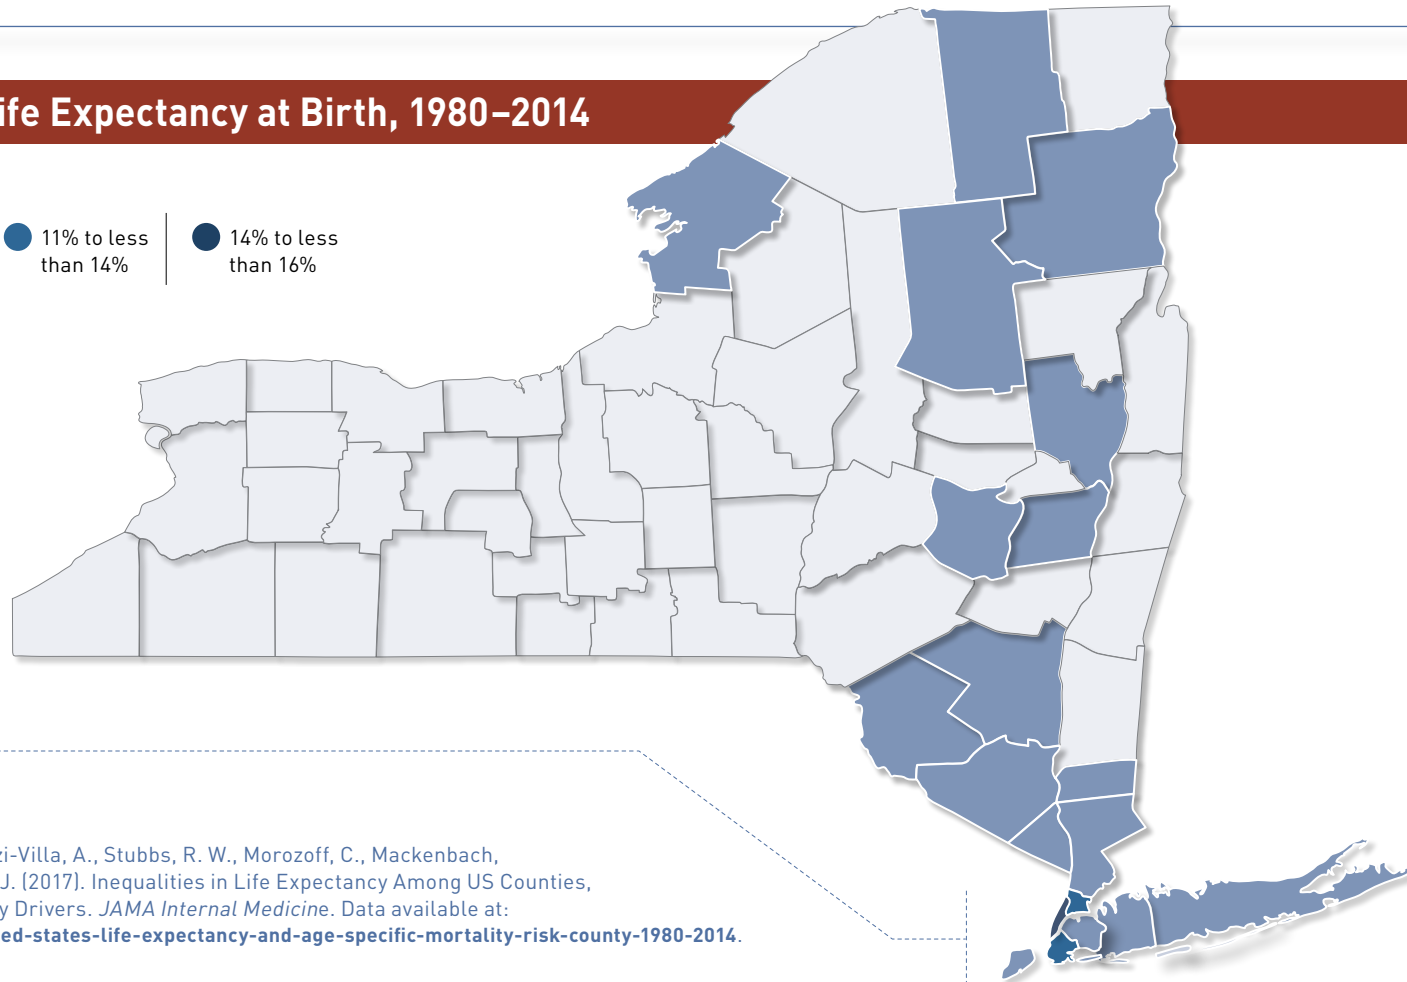 ife Expectancy at Birth, 1980–2014
11% to less
than 14%
14% to less
than 16%
zi-Villa, A., Stubbs, R. W., Morozoff, C., Mackenbach,
J. (2017). Inequalities in Life Expectancy Among US Counties,
y Drivers. JAMA Internal Medicine. Data available at:
ed-states-life-expectancy-and-age-specific-mortality-risk-county-1980-2014.